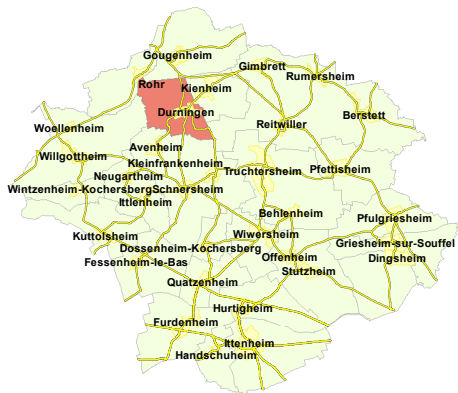 Gougenheim
Gimbrett
Rumersheim
Rohr
Kienheim
Durningen
Berstett
Reitwiller
Woellenheim
Avenheim
Willgottheim
Kleinfrankenheim
Pfettisheim
Neugartheim
Truchtersheim
Wintzenheim-Kochersberg
Schnersheim
Ittlenheim
Behlenheim
Pfulgriesheim
Kuttolsheim
Wiwersheim
Griesheim-sur-Souffel
Dossenheim-Kochersberg
Offenheim
Dingsheim
Fessenheim-le-Bas
Stutzheim
Quatzenheim
Hurtigheim
Furdenheim
Ittenheim
Handschuheim